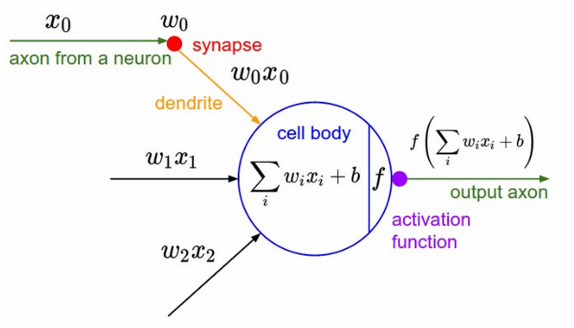 x₀ w₀
synapse
axon from a neuron
w₀x₀
dendrite
cell body
f(∑ᵢ wᵢxᵢ + b)
w₁x₁
∑ᵢ wᵢxᵢ + b f
output axon
activation
function
w₂x₂